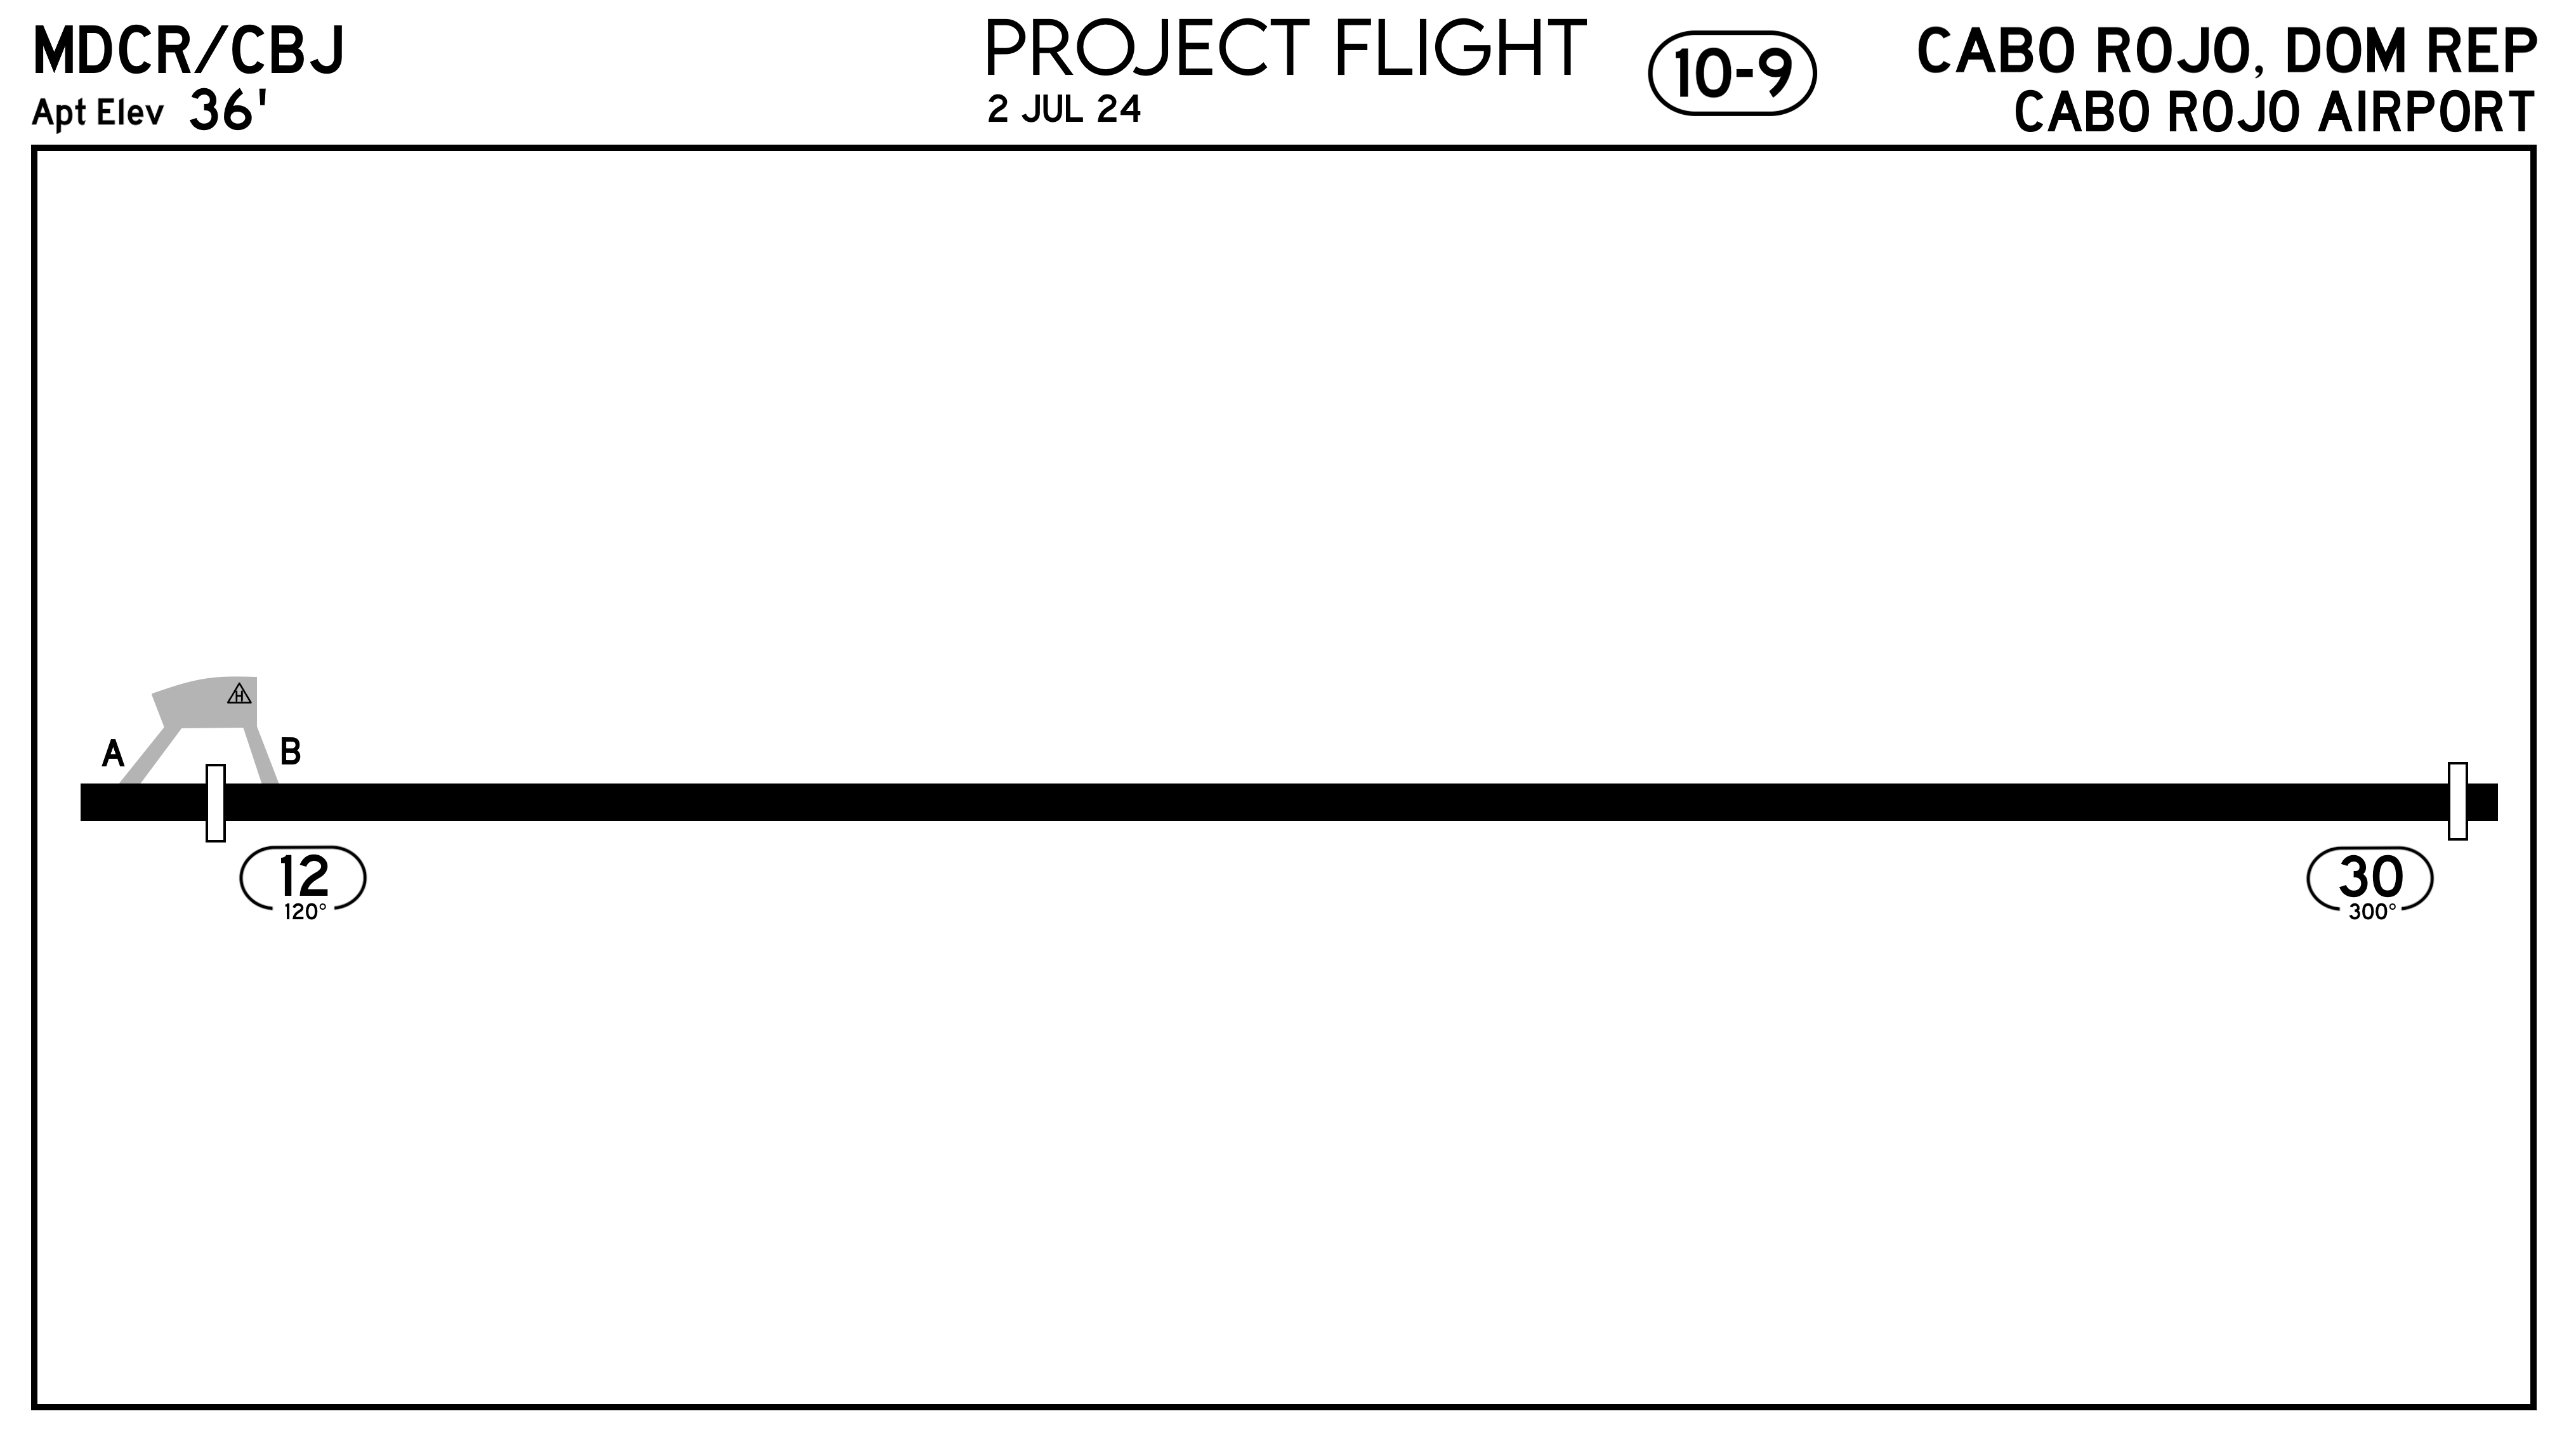 MDCR/CBJ
Apt Elev 36'
PROJECT FLIGHT
2 JUL 24
10-9
CABO ROJO, DOM REP
CABO ROJO AIRPORT
H
A
B
12
120°
30
300°